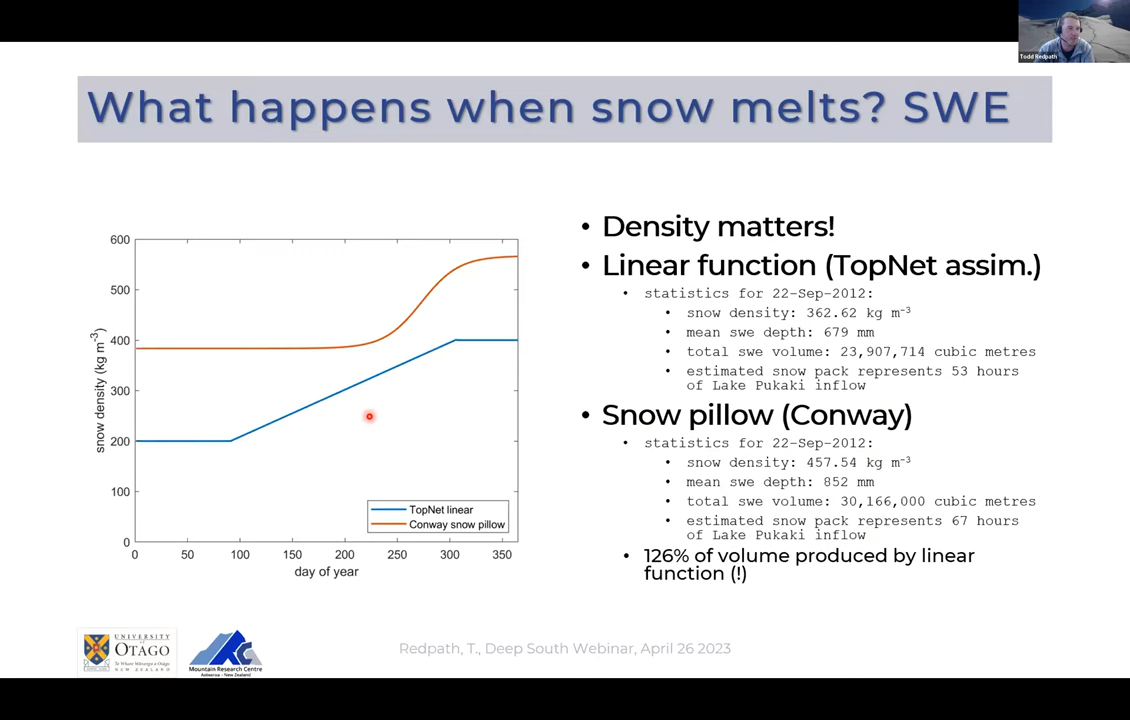 Todd Redpath
What happens when snow melts? SWE
600
500
400
300
200
100
0
snow density (kg m-3)
0 50 100 150 200 250 300 350
day of year
TopNet linear
Conway snow pillow
• Density matters!
• Linear function (TopNet assim.)
• statistics for 22-Sep-2012:
• snow density: 362.62 kg m-3
• mean swe depth: 679 mm
• total swe volume: 23,907,714 cubic metres
• estimated snow pack represents 53 hours
of Lake Pukaki inflow
• Snow pillow (Conway)
• statistics for 22-Sep-2012:
• snow density: 457.54 kg m-3
• mean swe depth: 852 mm
• total swe volume: 30,166,000 cubic metres
• estimated snow pack represents 67 hours
of Lake Pukaki inflow
• 126% of volume produced by linear
function (!)
UNIVERSITY
of
OTAGO
Te Whare Wānanga o Otāgo
NEW ZEALAND
Mountain Research Centre
Aotearoa - New Zealand
Redpath, T., Deep South Webinar, April 26 2023